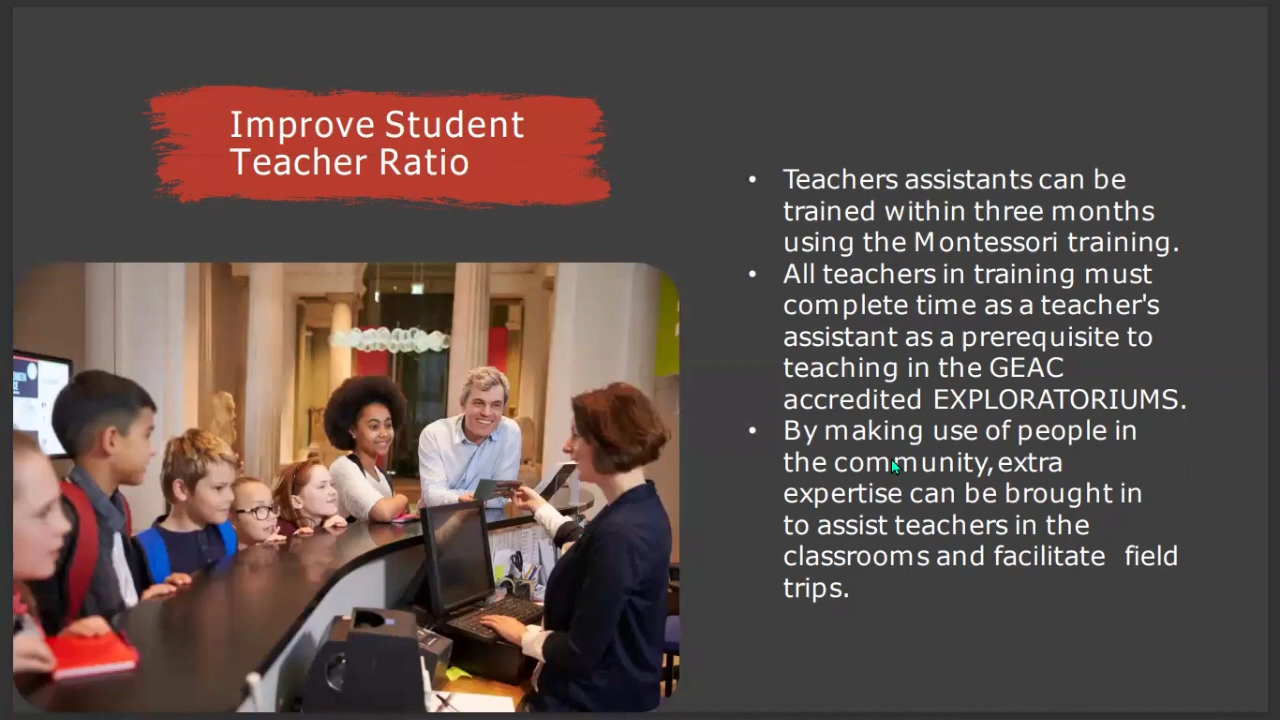 Improve Student
Teacher Ratio
• Teachers assistants can be
trained within three months
using the Montessori training.
• All teachers in training must
complete time as a teacher's
assistant as a prerequisite to
teaching in the GEAC
accredited EXPLORATORIUMS.
• By making use of people in
the community, extra
expertise can be brought in
to assist teachers in the
classrooms and facilitate field
trips.